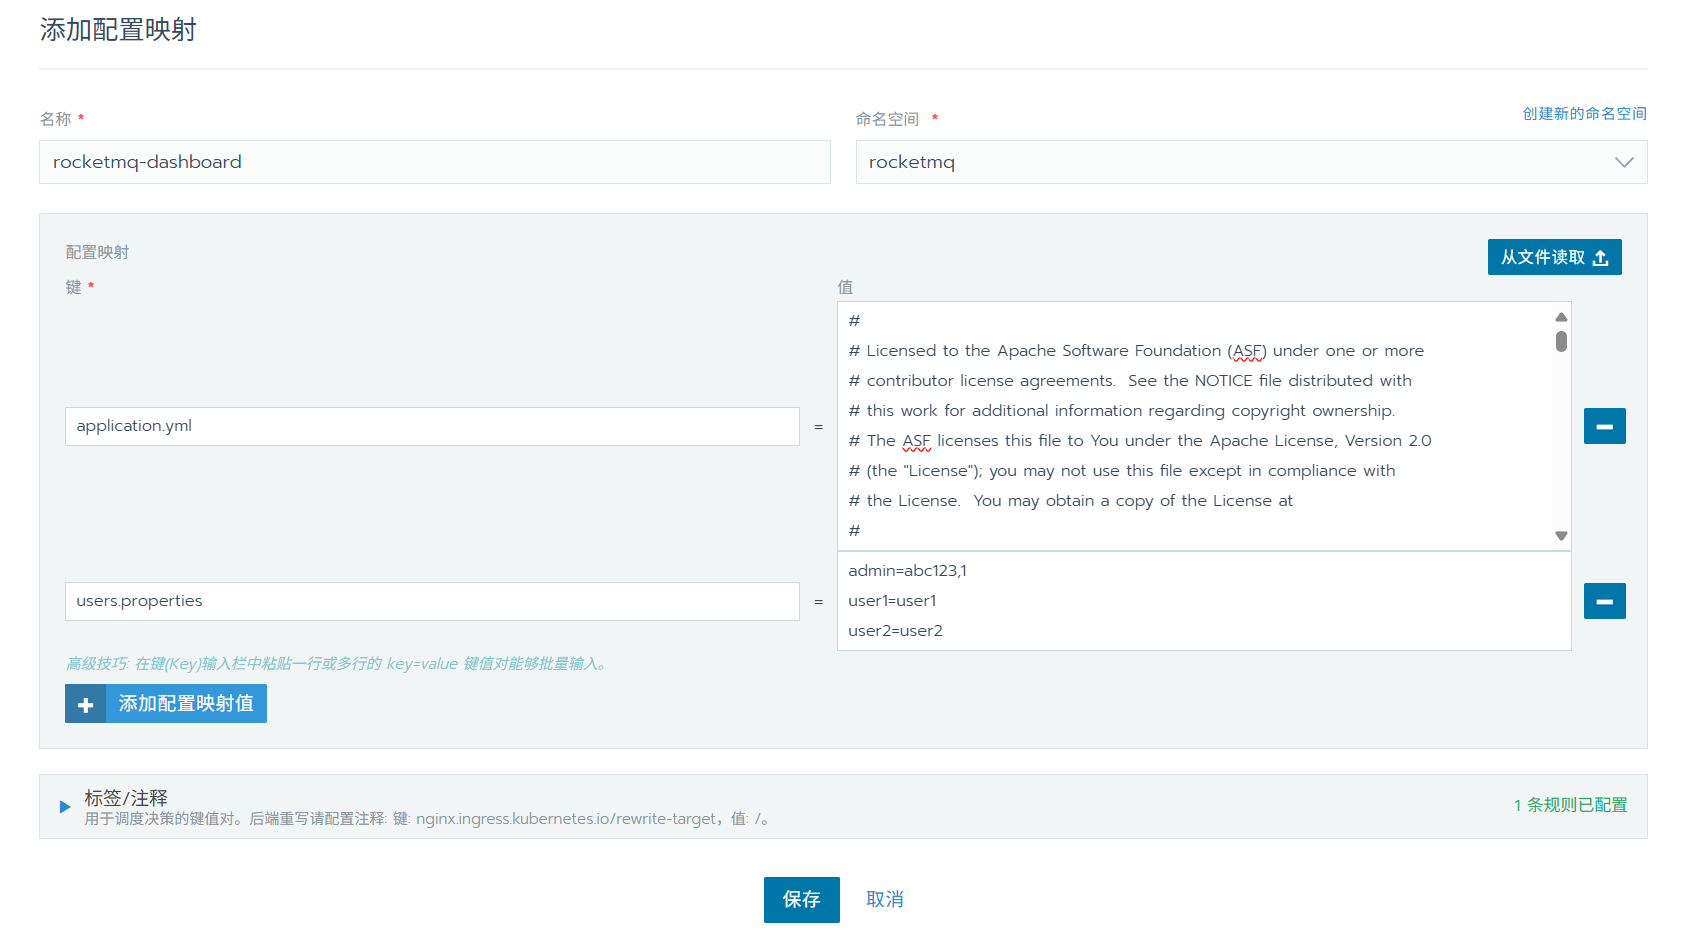 添加配置映射
名称 *
命名空间 *
创建新的命名空间
rocketmq-dashboard
rocketmq
配置映射
从文件读取
键 *
值
application.yml
=
#
# Licensed to the Apache Software Foundation (ASF) under one or more
# contributor license agreements.  See the NOTICE file distributed with
# this work for additional information regarding copyright ownership.
# The ASF licenses this file to You under the Apache License, Version 2.0
# (the "License"); you may not use this file except in compliance with
# the License.  You may obtain a copy of the License at
#
users.properties
=
admin=abc123,1
user1=user1
user2=user2
高级技巧: 在键(Key)输入栏中粘贴一行或多行的 key=value 键值对能够批量输入。
添加配置映射值
标签/注释
用于调度决策的键值对。后端重写请配置注释: 键: nginx.ingress.kubernetes.io/rewrite-target，值: /。
1 条规则已配置
保存
取消